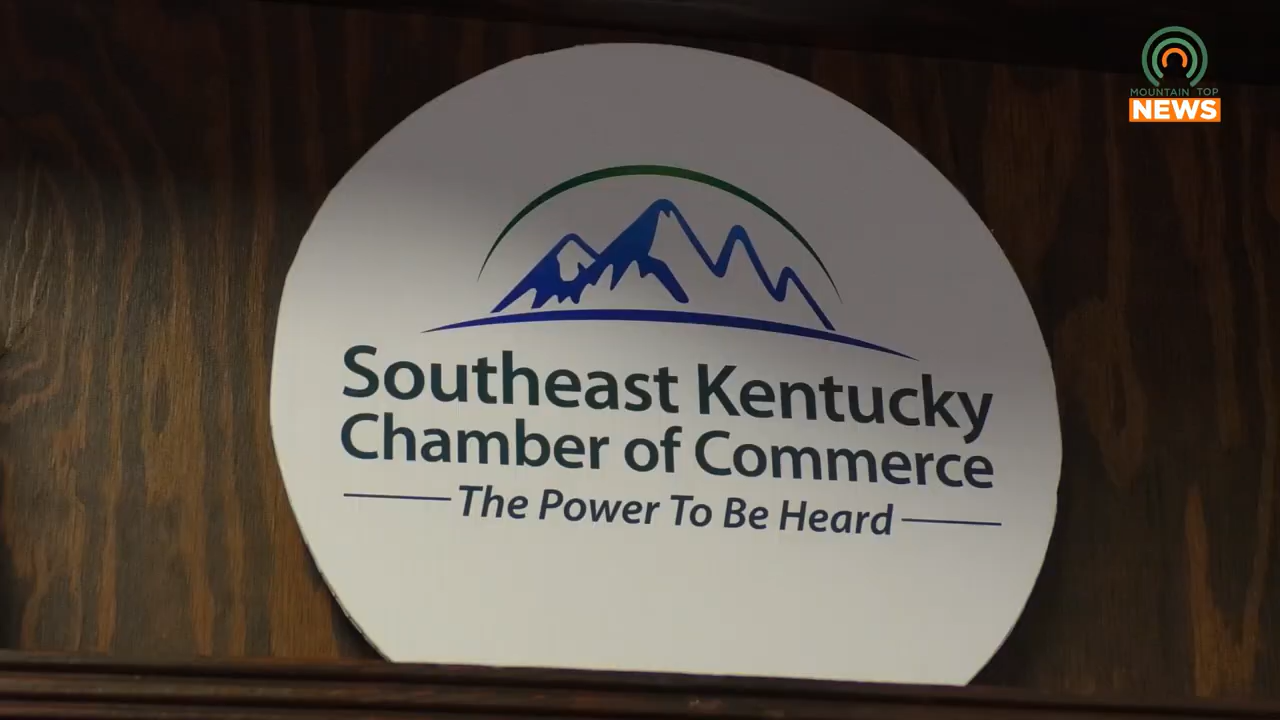 MOUNTAIN TOP
NEWS
Southeast Kentucky
Chamber of Commerce
The Power To Be Heard